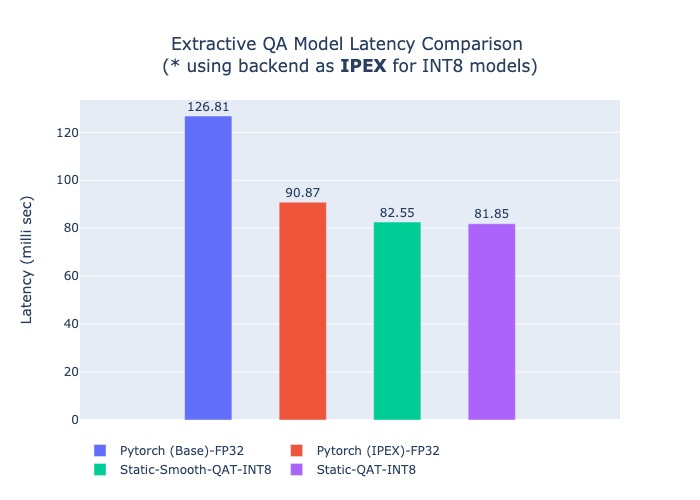 Extractive QA Model Latency Comparison
(* using backend as IPEX for INT8 models)
126.81
90.87
82.55
81.85
120
100
80
60
40
20
0
Latency (milli sec)
Pytorch (Base)-FP32
Pytorch (IPEX)-FP32
Static-Smooth-QAT-INT8
Static-QAT-INT8